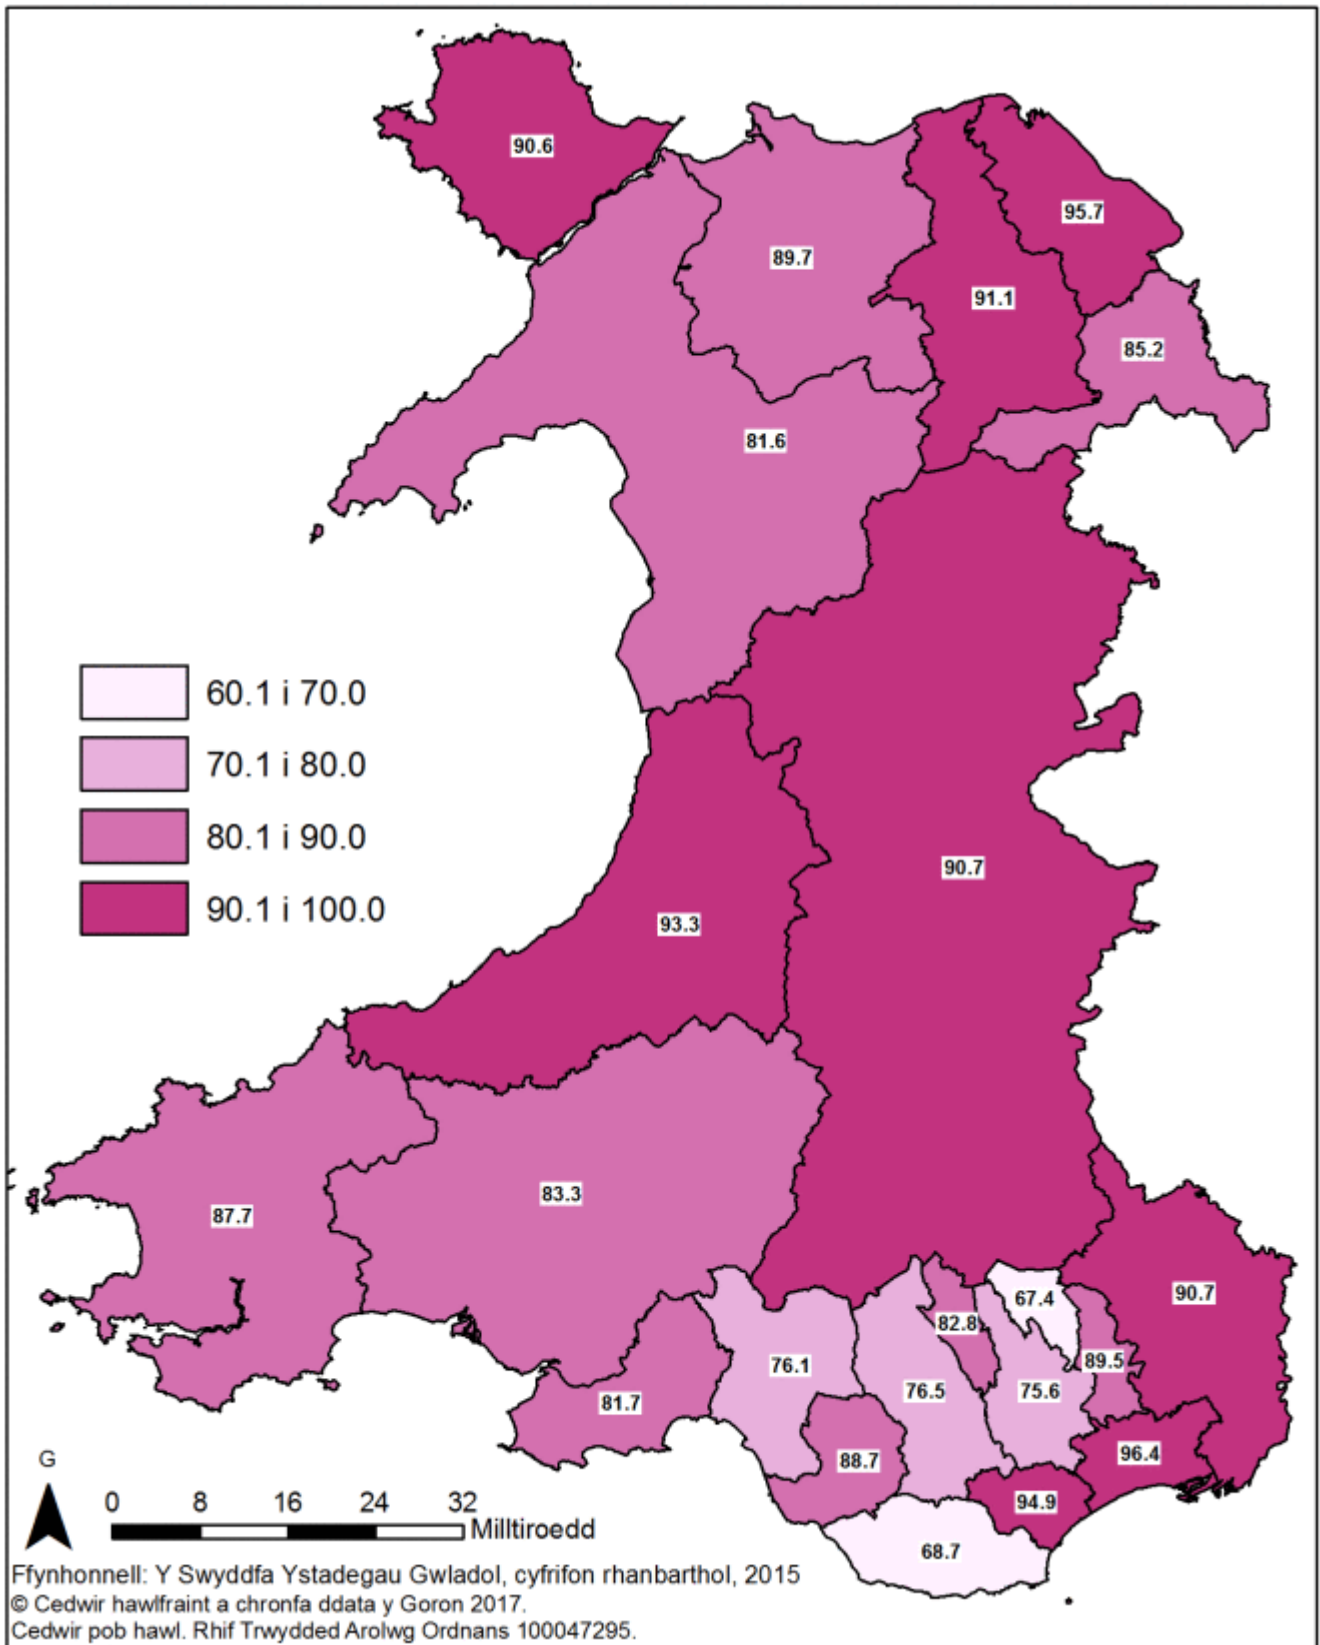 90.6
95.7
89.7
91.1
85.2
81.6
60.1 i 70.0
70.1 i 80.0
80.1 i 90.0
90.1 i 100.0
90.7
93.3
83.3
87.7
90.7
67.4
82.8
89.5
76.1
76.5
75.6
81.7
88.7
96.4
94.9
68.7
G
0 8 16 24 32
Milltiroedd
Ffynhonnell: Y Swyddfa Ystadegau Gwladol, cyfrifon rhanbarthol, 2015
© Cedwir hawlfraint a chronfa ddata y Goron 2017.
Cedwir pob hawl. Rhif Trwydded Arolwg Ordnans 100047295.